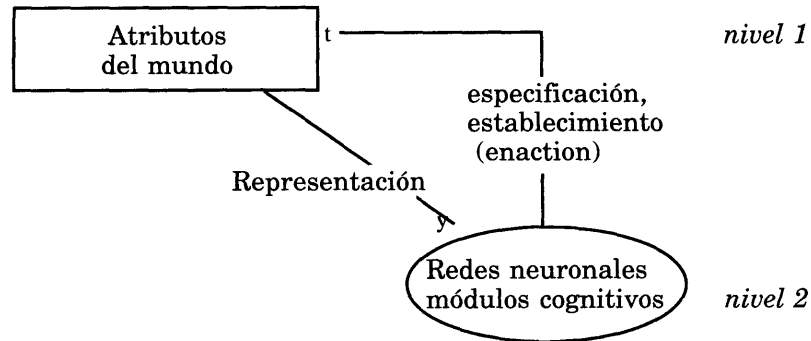 Atributos
del mundo
t
nivel 1
especificación,
establecimiento
(enaction)
Representación
y
Redes neuronales
módulos cognitivos
nivel 2